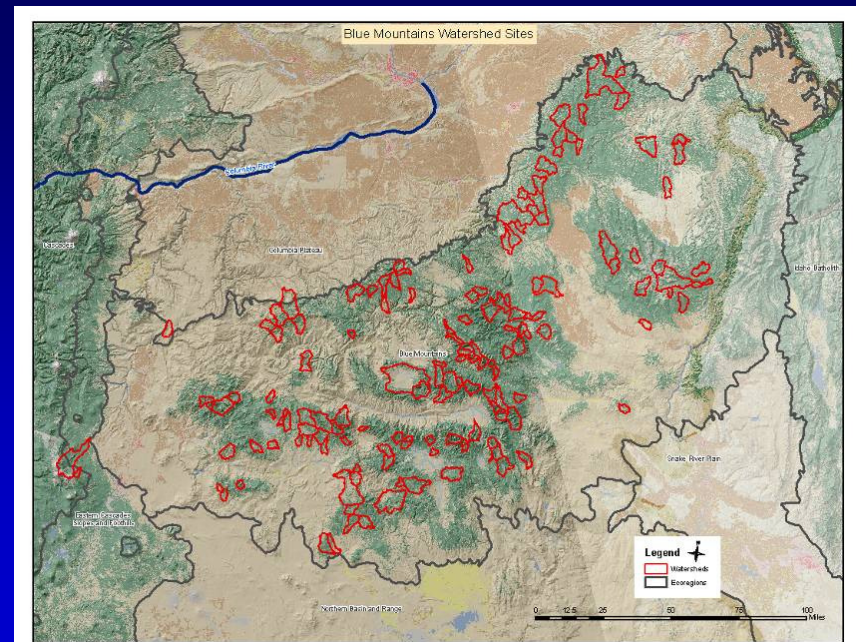 Blue Mountains Watershed Sites
Columbia River
Cascades
Columbia Plateau
Idaho Batholith
Blue Mountains
Snake River Plain
Eastern Cascades
Slopes and Foothills
Northern Basin and Range
Legend
Watersheds
Ecoregions
0 12.5 25 50 75 100
Miles